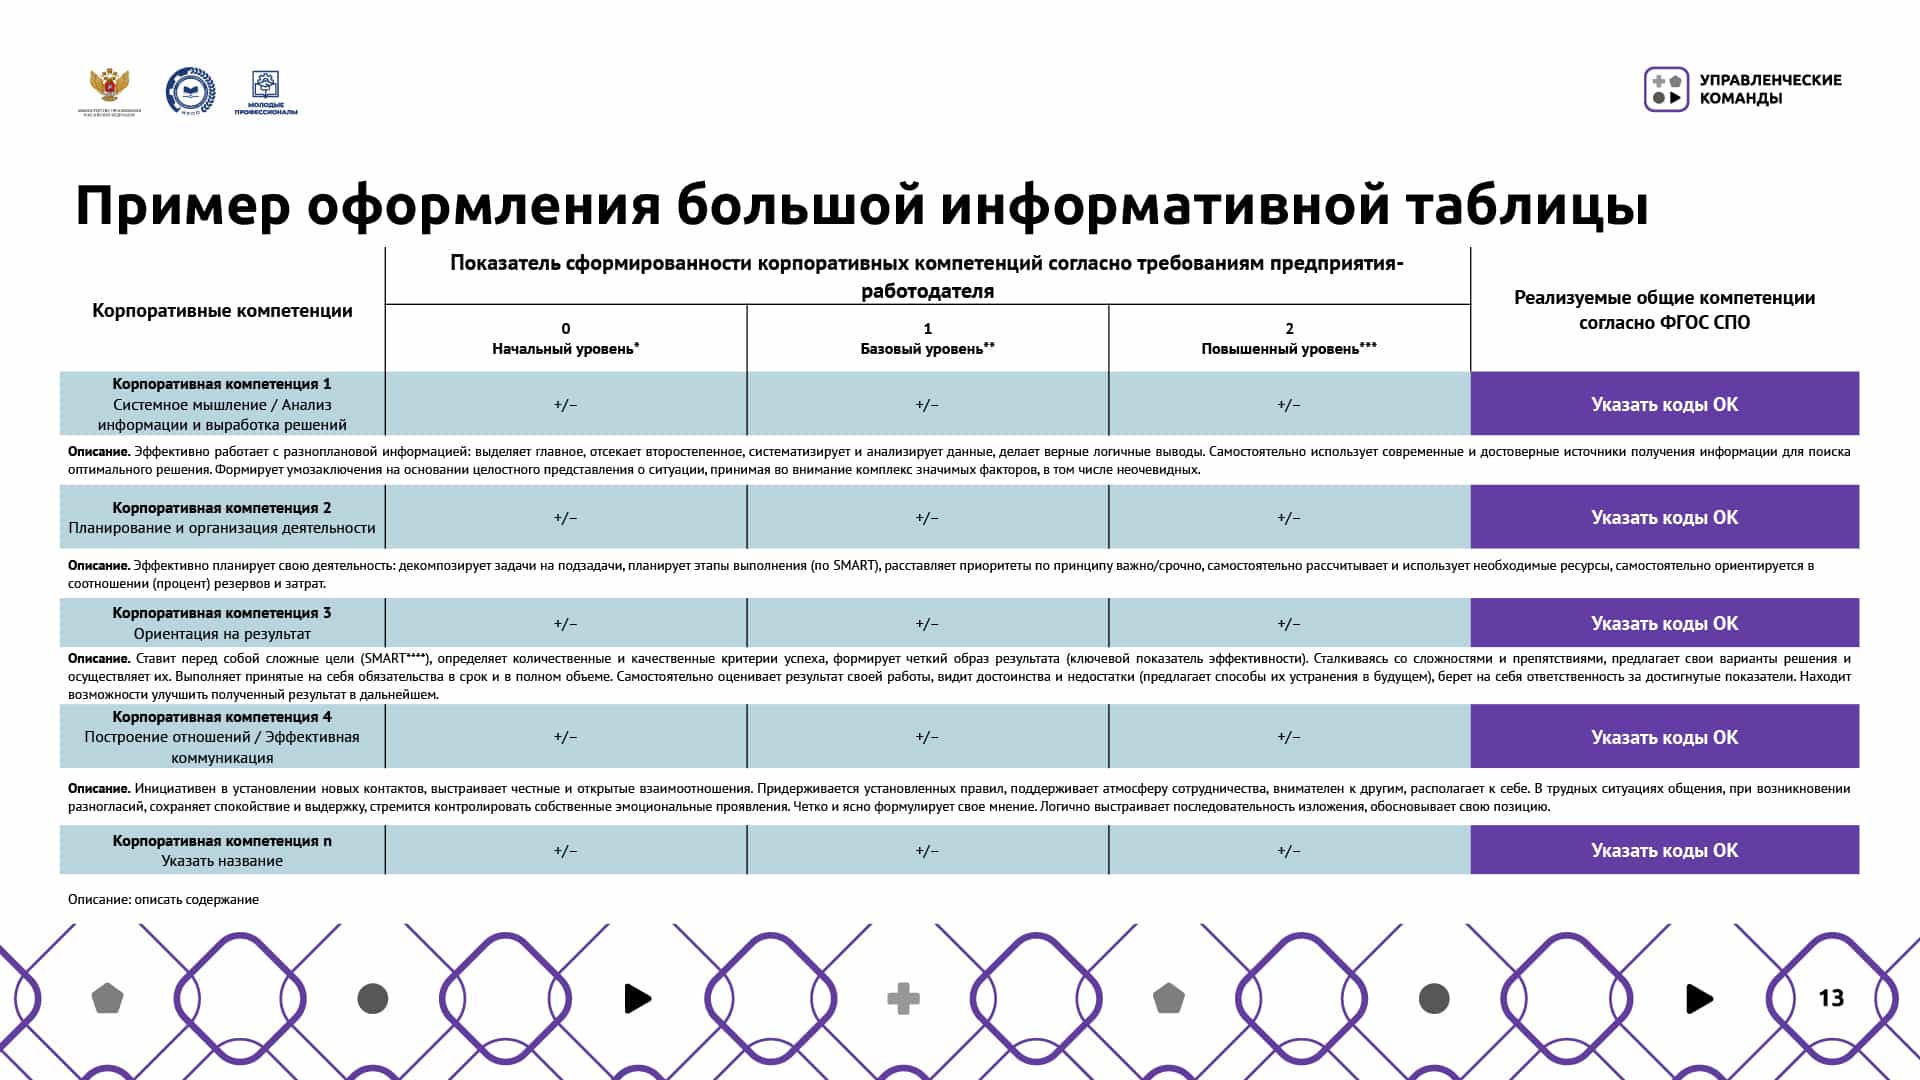 МИНИСТЕРСТВО ПРОСВЕЩЕНИЯ
РОССИЙСКОЙ ФЕДЕРАЦИИ
МОЛОДЫЕ
ПРОФЕССИОНАЛЫ
УПРАВЛЕНЧЕСКИЕ
КОМАНДЫ
Пример оформления большой информативной таблицы
Корпоративные компетенции
Показатель сформированности корпоративных компетенций согласно требованиям предприятия-
работодателя
Реализуемые общие компетенции
согласно ФГОС СПО
0
Начальный уровень*
1
Базовый уровень**
2
Повышенный уровень***
Корпоративная компетенция 1
Системное мышление / Анализ
информации и выработка решений
+/–
+/–
+/–
Указать коды ОК
Описание. Эффективно работает с разноплановой информацией: выделяет главное, отсекает второстепенное, систематизирует и анализирует данные, делает верные логичные выводы. Самостоятельно использует современные и достоверные источники получения информации для поиска
оптимального решения. Формирует умозаключения на основании целостного представления о ситуации, принимая во внимание комплекс значимых факторов, в том числе неочевидных.
Корпоративная компетенция 2
Планирование и организация деятельности
+/–
+/–
+/–
Указать коды ОК
Описание. Эффективно планирует свою деятельность: декомпозирует задачи на подзадачи, планирует этапы выполнения (по SMART), расставляет приоритеты по принципу важно/срочно, самостоятельно рассчитывает и использует необходимые ресурсы, самостоятельно ориентируется в
соотношении (процент) резервов и затрат.
Корпоративная компетенция 3
Ориентация на результат
+/–
+/–
+/–
Указать коды ОК
Описание. Ставит перед собой сложные цели (SMART****), определяет количественные и качественные критерии успеха, формирует четкий образ результата (ключевой показатель эффективности). Сталкиваясь со сложностями и препятствиями, предлагает свои варианты решения и
осуществляет их. Выполняет принятые на себя обязательства в срок и в полном объеме. Самостоятельно оценивает результат своей работы, видит достоинства и недостатки (предлагает способы их устранения в будущем), берет на себя ответственность за достигнутые показатели. Находит
возможности улучшить полученный результат в дальнейшем.
Корпоративная компетенция 4
Построение отношений / Эффективная
коммуникация
+/–
+/–
+/–
Указать коды ОК
Описание. Инициативен в установлении новых контактов, выстраивает честные и открытые взаимоотношения. Придерживается установленных правил, поддерживает атмосферу сотрудничества, внимателен к другим, располагает к себе. В трудных ситуациях общения, при возникновении
разногласий, сохраняет спокойствие и выдержку, стремится контролировать собственные эмоциональные проявления. Четко и ясно формулирует свое мнение. Логично выстраивает последовательность изложения, обосновывает свою позицию.
Корпоративная компетенция n
Указать название
+/–
+/–
+/–
Указать коды ОК
Описание: описать содержание
13